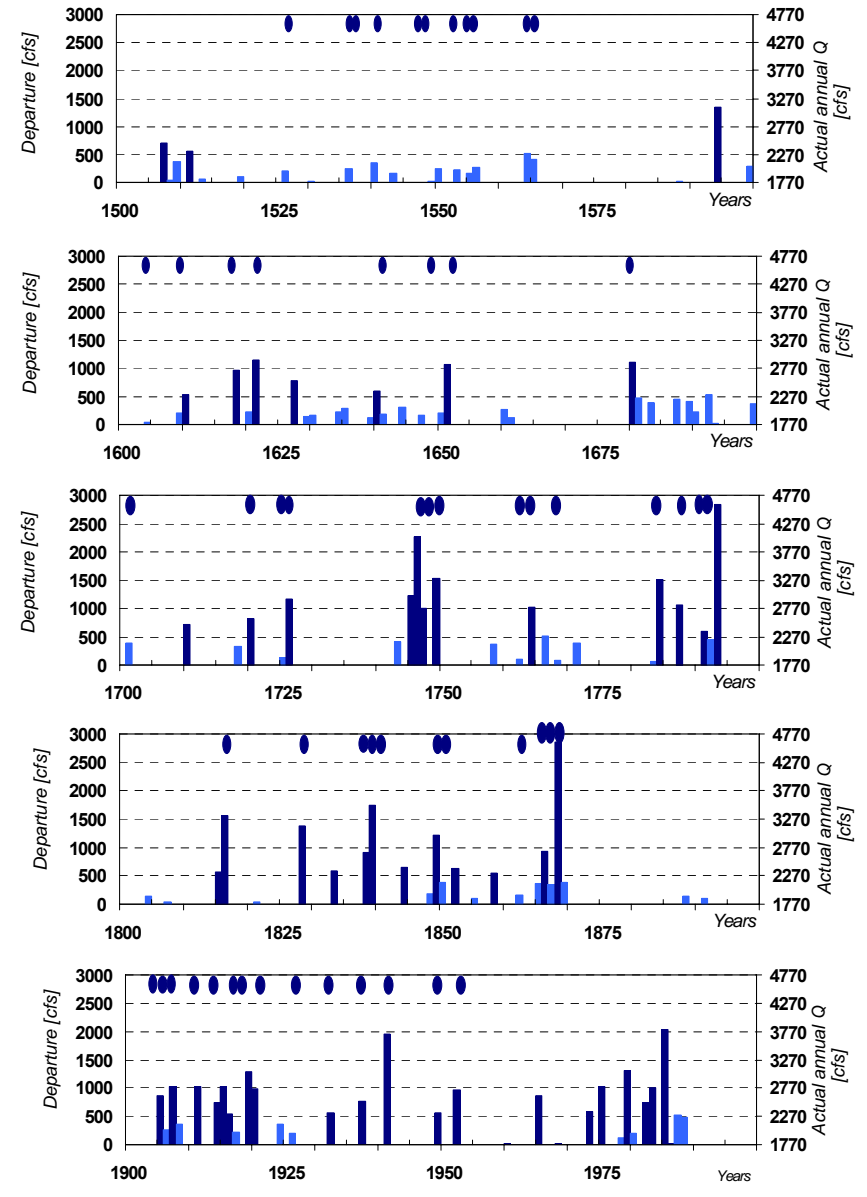 Departure [cfs]
3000 4770
2500 4270
2000 3770
1500 3270
1000 2770
500 2270
0 1770
Actual annual Q
[cfs]
Years
1500 1525 1550 1575
Departure [cfs]
3000 4770
2500 4270
2000 3770
1500 3270
1000 2770
500 2270
0 1770
Actual annual Q
[cfs]
Years
1600 1625 1650 1675
Departure [cfs]
3000 4770
2500 4270
2000 3770
1500 3270
1000 2770
500 2270
0 1770
Actual annual Q
[cfs]
Years
1700 1725 1750 1775
Departure [cfs]
3000 4770
2500 4270
2000 3770
1500 3270
1000 2770
500 2270
0 1770
Actual annual Q
[cfs]
Years
1800 1825 1850 1875
Departure [cfs]
3000 4770
2500 4270
2000 3770
1500 3270
1000 2770
500 2270
0 1770
Actual annual Q
[cfs]
1900 1925 1950 1975 Years